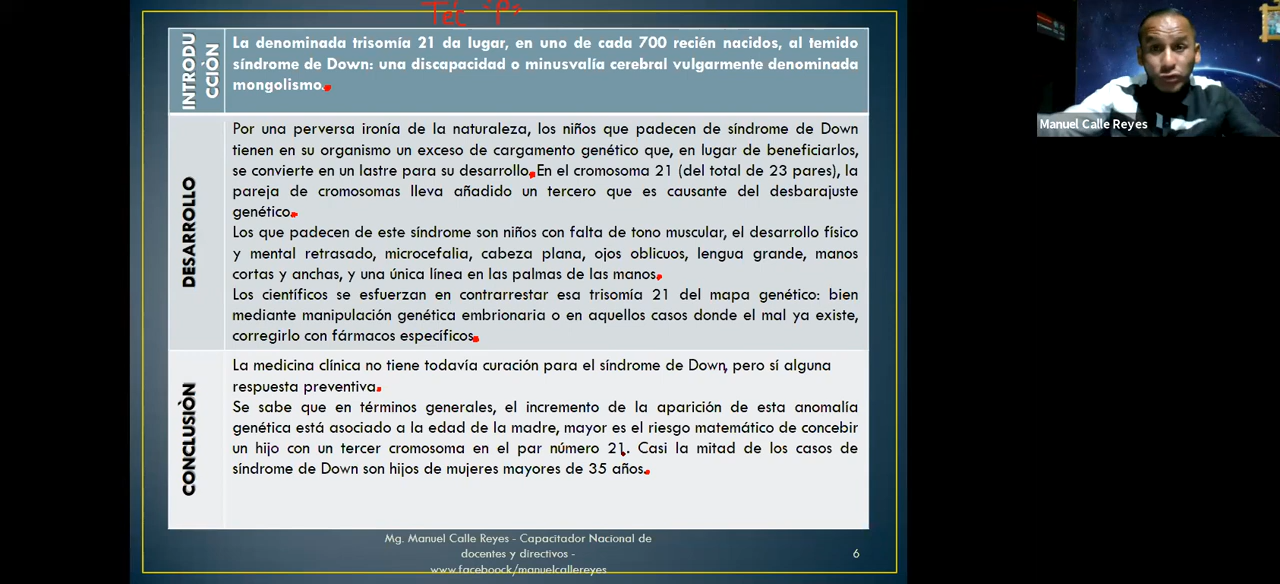 Téc "P"
INTRODU
CCIÓN
La denominada trisomía 21 da lugar, en uno de cada 700 recién nacidos, al temido
síndrome de Down: una discapacidad o minusvalía cerebral vulgarmente denominada
mongolismo.
DESARROLLO
Por una perversa ironía de la naturaleza, los niños que padecen de síndrome de Down
tienen en su organismo un exceso de cargamento genético que, en lugar de beneficiarlos,
se convierte en un lastre para su desarrollo. En el cromosoma 21 (del total de 23 pares), la
pareja de cromosomas lleva añadido un tercero que es causante del desbarajuste
genético.
Los que padecen de este síndrome son niños con falta de tono muscular, el desarrollo físico
y mental retrasado, microcefalia, cabeza plana, ojos oblicuos, lengua grande, manos
cortas y anchas, y una única línea en las palmas de las manos.
Los científicos se esfuerzan en contrarrestar esa trisomía 21 del mapa genético: bien
mediante manipulación genética embrionaria o en aquellos casos donde el mal ya existe,
corregirlo con fármacos específicos.
CONCLUSIÒN
La medicina clínica no tiene todavía curación para el síndrome de Down, pero sí alguna
respuesta preventiva.
Se sabe que en términos generales, el incremento de la aparición de esta anomalía
genética está asociado a la edad de la madre, mayor es el riesgo matemático de concebir
un hijo con un tercer cromosoma en el par número 21. Casi la mitad de los casos de
síndrome de Down son hijos de mujeres mayores de 35 años.
Mg. Manuel Calle Reyes - Capacitador Nacional de
docentes y directivos -
www.faceboock/manuelcallereyes
6
Manuel Calle Reyes